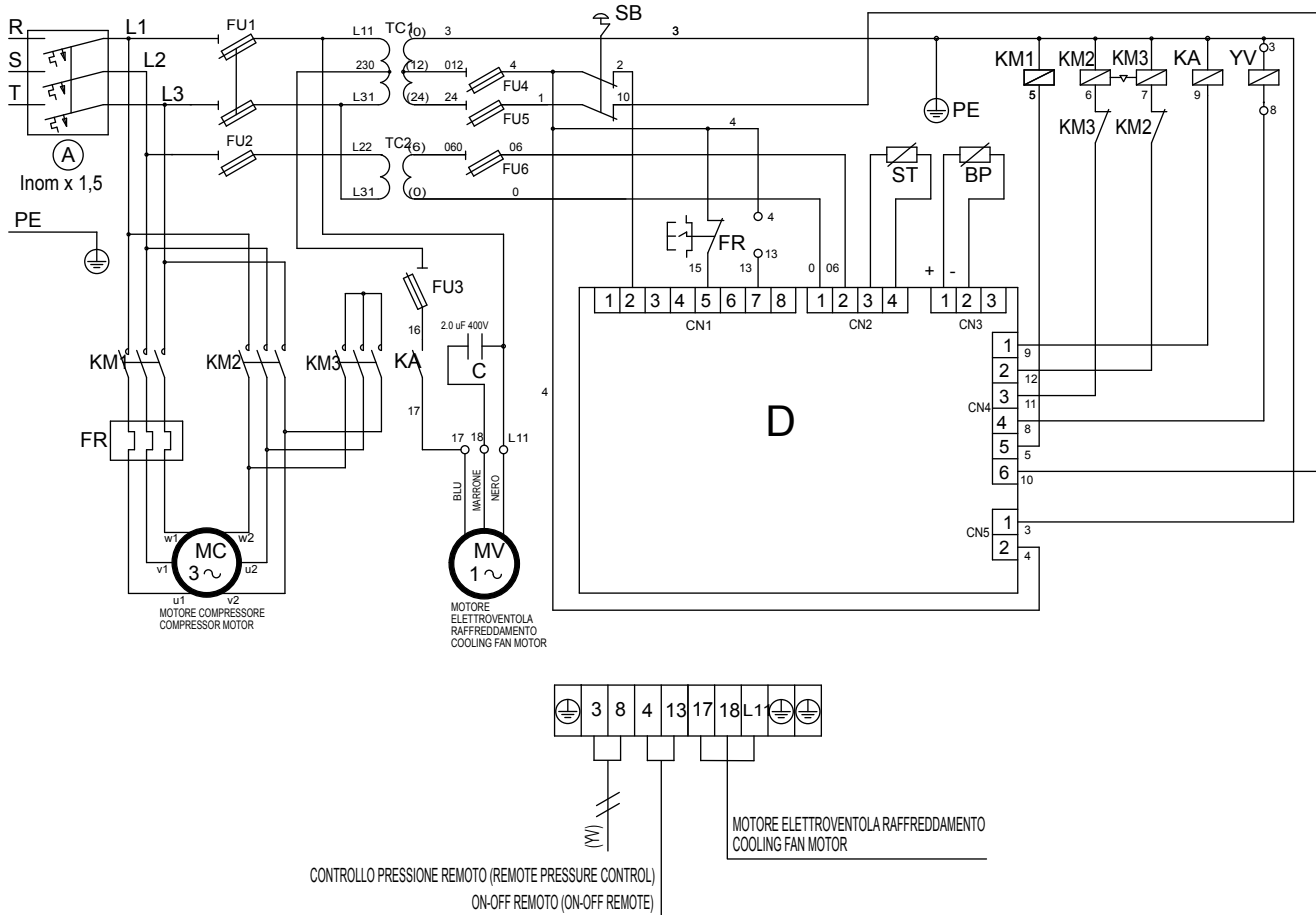 R
S
T
L1
L2
L3
A
Inom x 1,5
PE
FU1
FU2
L11
230
L31
L22
L31
TC1
(0)
(12)
(24)
TC2
(6)
(0)
3
012
24
060
4
1
06
0
FU4
FU5
FU6
SB
2
10
3
4
PE
KM1
5
KM2
6
KM3
7
KA
9
YV
3
8
KM3
KM2
ST
BP
FR
15
4
13
13
0
06
+
-
1 2 3 4 5 6 7 8
CN1
1 2 3 4
CN2
1 2 3
CN3
D
CN4
1
9
2
12
3
11
4
8
5
5
6
10
CN5
1
3
2
4
4
FU3
16
2.0 uF 400V
C
KA
17
17
18
L11
BLU
MARRONE
NERO
KM1
KM2
KM3
FR
w1
w2
v1
u2
u1
v2
MC
3 ~
MOTORE COMPRESSORE
COMPRESSOR MOTOR
MV
1 ~
MOTORE
ELETTROVENTOLA
RAFFREDDAMENTO
COOLING FAN MOTOR
3 8 4 13 17 18 L11
(YV)
MOTORE ELETTROVENTOLA RAFFREDDAMENTO
COOLING FAN MOTOR
CONTROLLO PRESSIONE REMOTO (REMOTE PRESSURE CONTROL)
ON-OFF REMOTO (ON-OFF REMOTE)